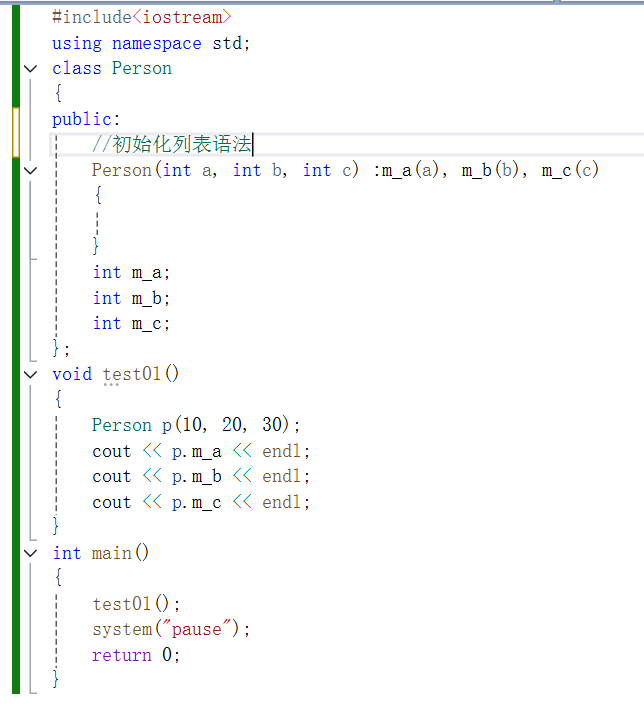 #include<iostream>
using namespace std;
class Person
{
public:
//初始化列表语法
Person(int a, int b, int c) :m_a(a), m_b(b), m_c(c)
{
}
int m_a;
int m_b;
int m_c;
};
void test01()
{
Person p(10, 20, 30);
cout << p.m_a << endl;
cout << p.m_b << endl;
cout << p.m_c << endl;
}
int main()
{
test01();
system("pause");
return 0;
}